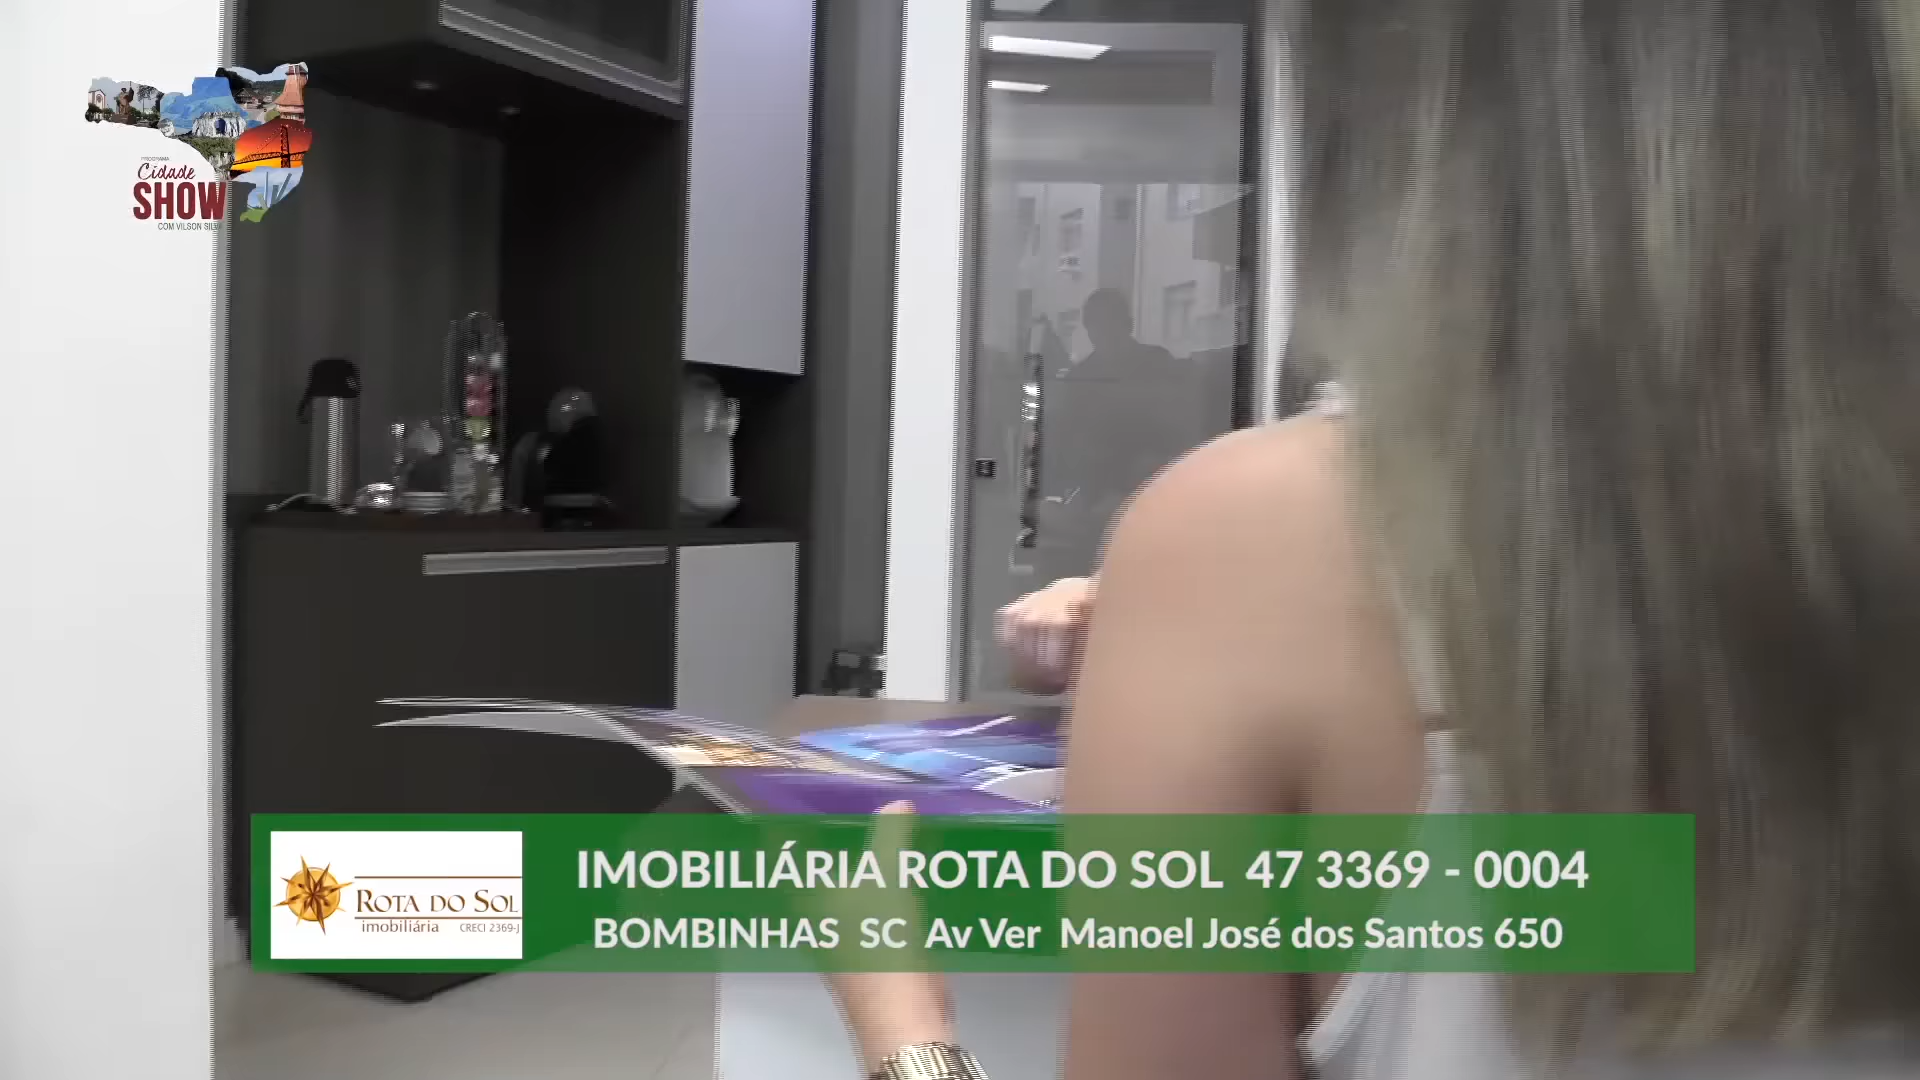 PROGRAMA
Cidade
SHOW
COM VILSON SILVA
IMOBILIÁRIA ROTA DO SOL 47 3369 - 0004
ROTA DO SOL
imobiliária CRECI 2369-J
BOMBINHAS SC Av Ver Manoel José dos Santos 650